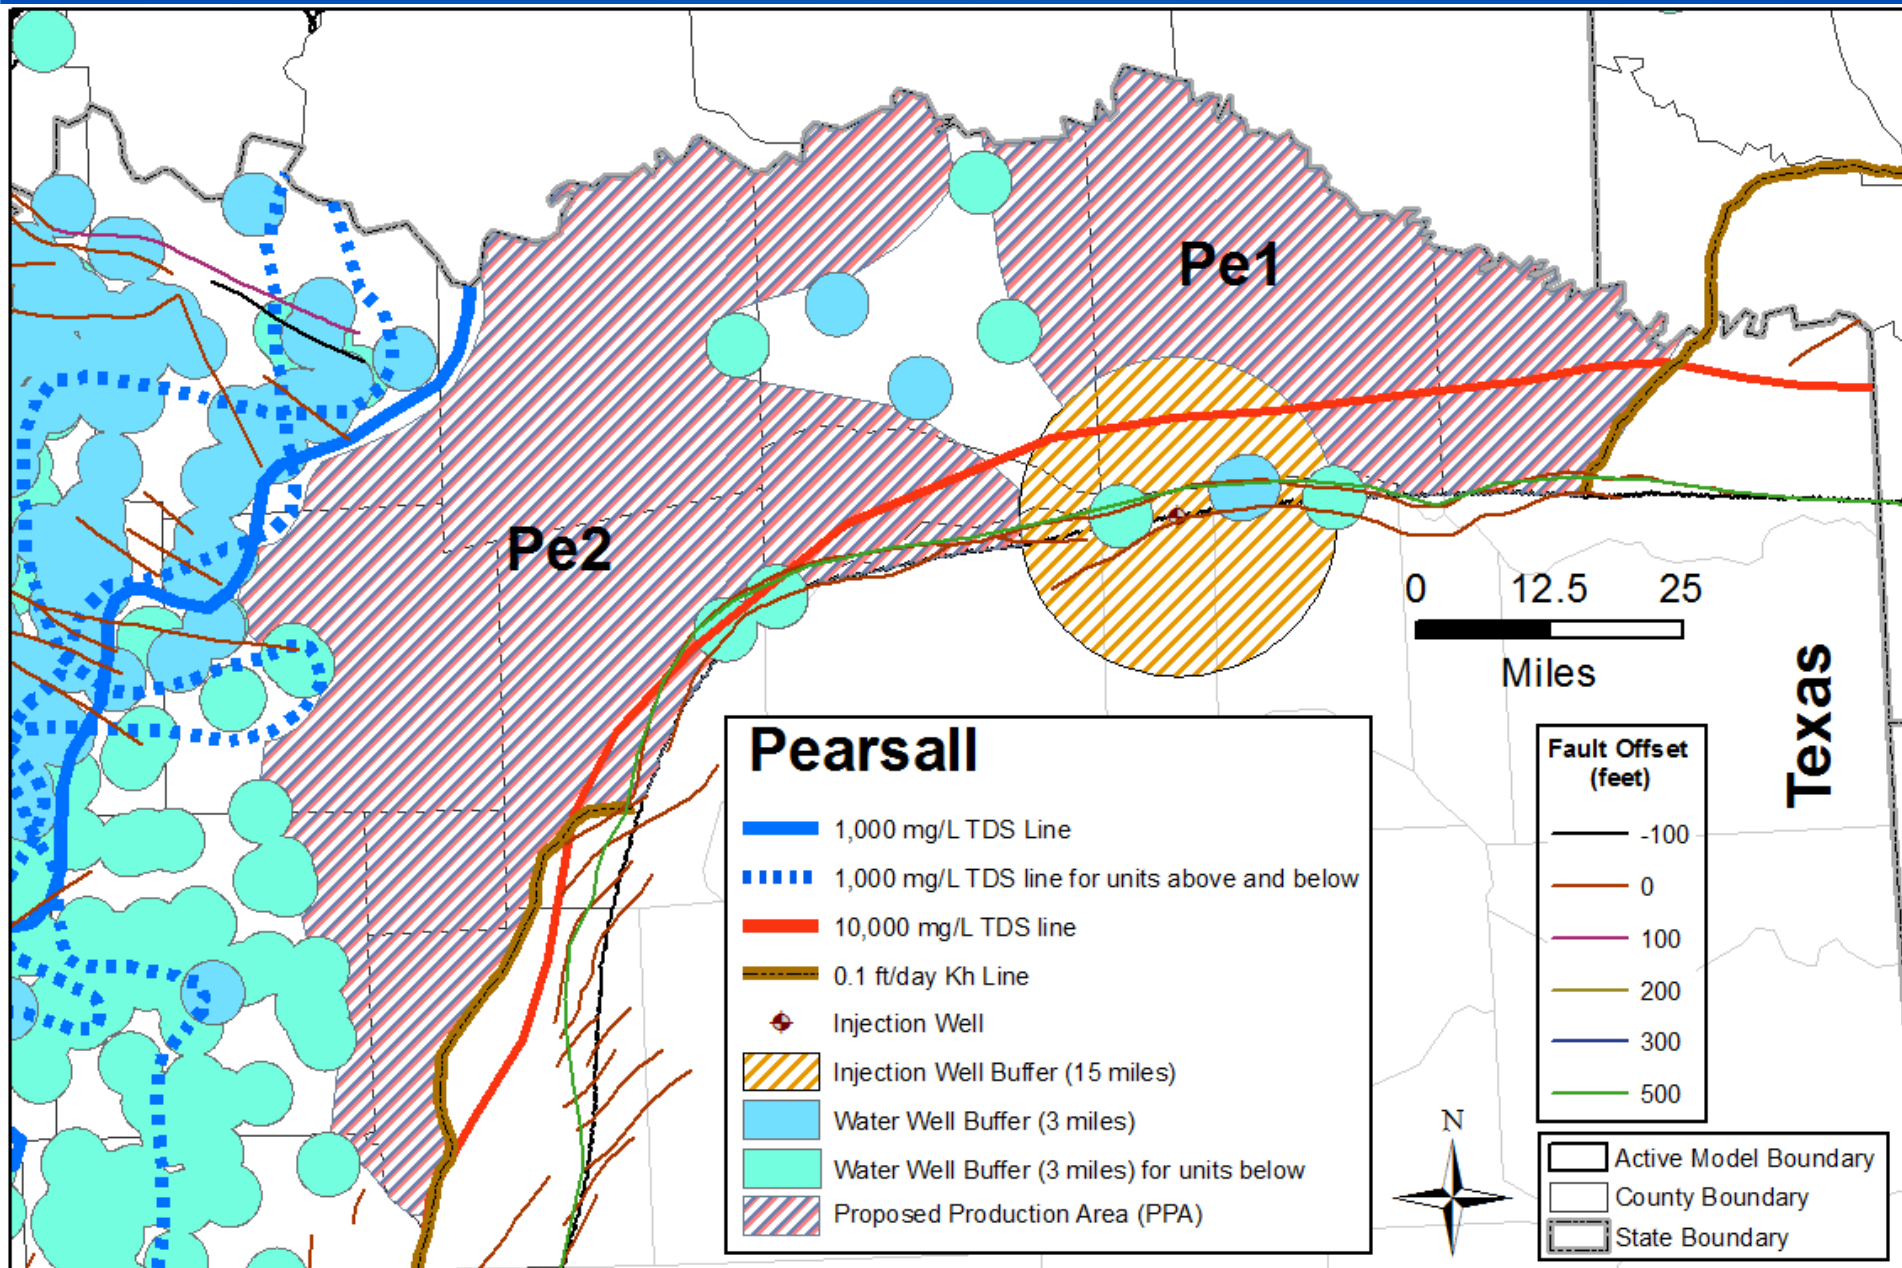 Pe1
Pe2
0 12.5 25
Miles
Texas
Pearsall
1,000 mg/L TDS Line
1,000 mg/L TDS line for units above and below
10,000 mg/L TDS line
0.1 ft/day Kh Line
Injection Well
Injection Well Buffer (15 miles)
Water Well Buffer (3 miles)
Water Well Buffer (3 miles) for units below
Proposed Production Area (PPA)
Fault Offset
(feet)
-100
0
100
200
300
500
N
Active Model Boundary
County Boundary
State Boundary